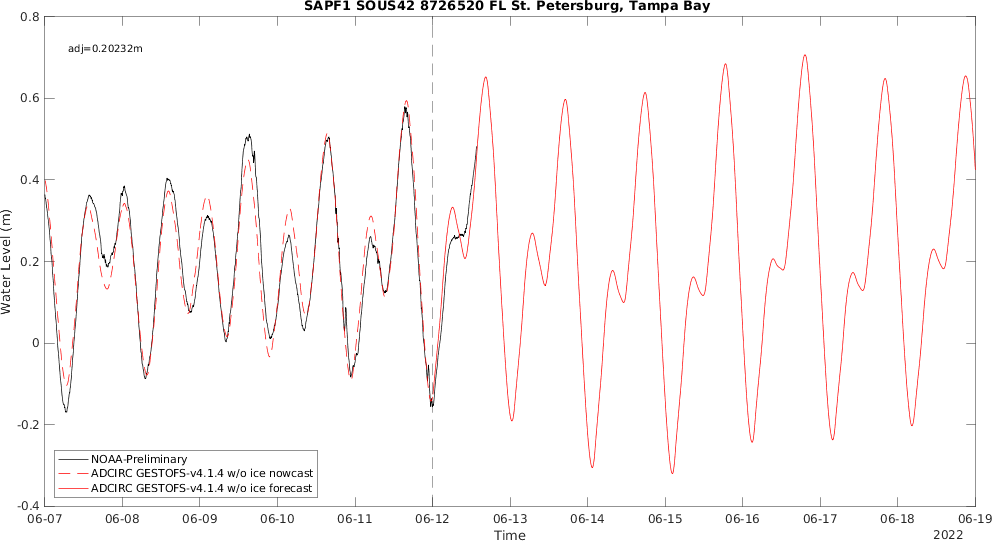 SAPF1 SOUS42 8726520 FL St. Petersburg, Tampa Bay
adj=0.20232m
Water Level (m)
0.8
0.6
0.4
0.2
0
-0.2
-0.4
NOAA-Preliminary
ADCIRC GESTOFS-v4.1.4 w/o ice nowcast
ADCIRC GESTOFS-v4.1.4 w/o ice forecast
06-07 06-08 06-09 06-10 06-11 06-12 06-13 06-14 06-15 06-16 06-17 06-18 06-19
Time
2022